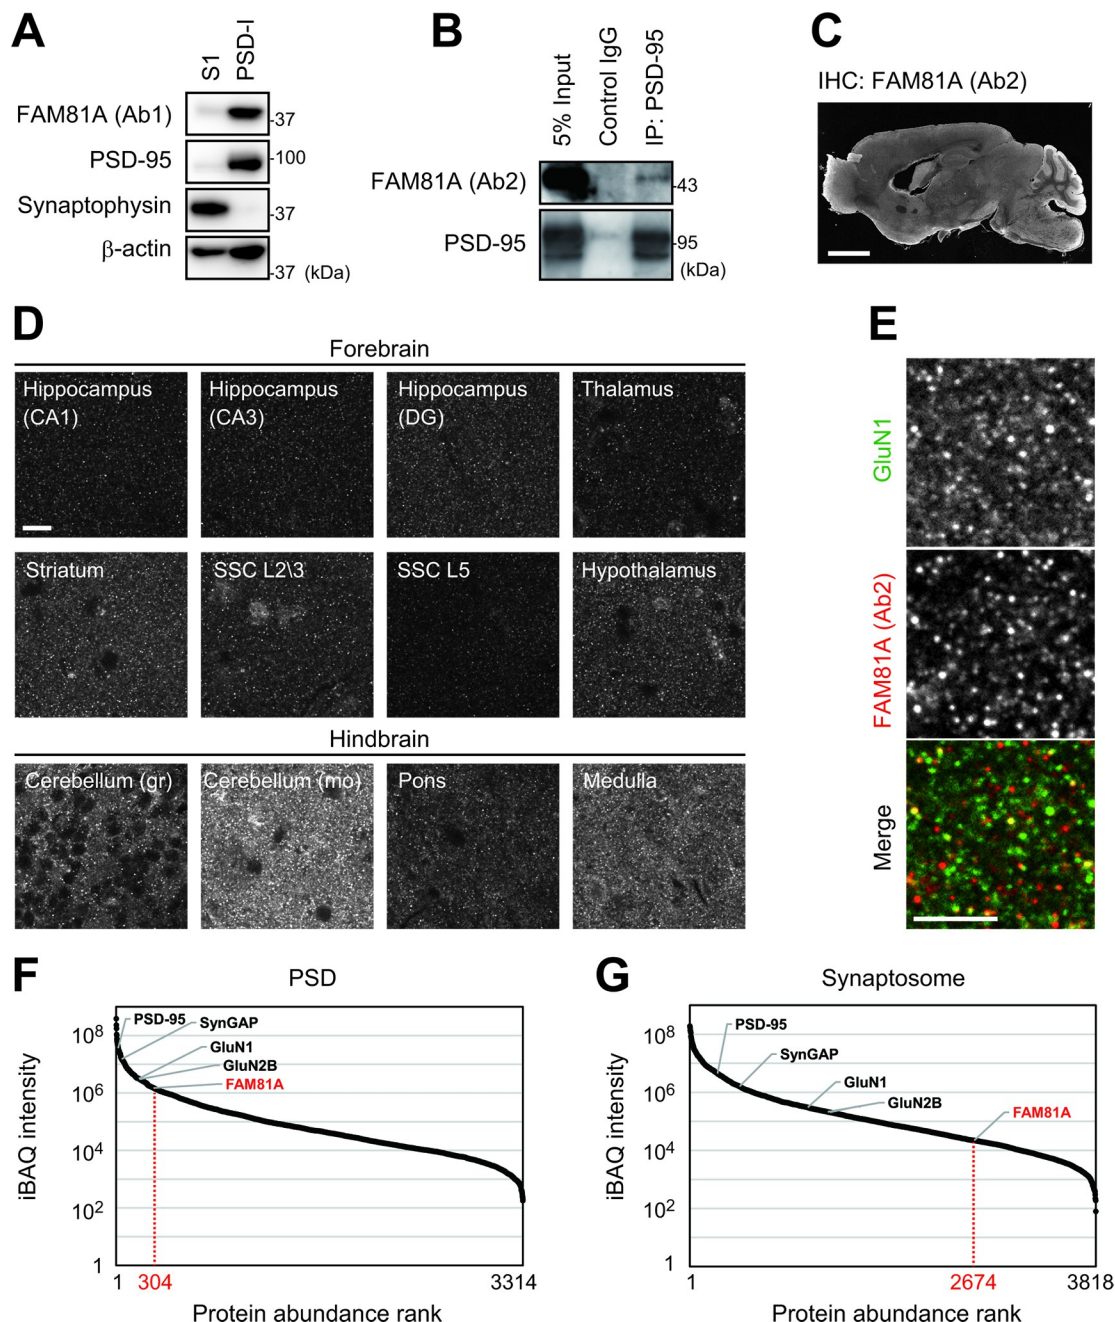 A
S1
PSD-I
FAM81A (Ab1)
-37
PSD-95
-100
Synaptophysin
-37
β-actin
-37 (kDa)
B
5% Input
Control IgG
IP: PSD-95
FAM81A (Ab2)
-43
PSD-95
-95
(kDa)
C
IHC: FAM81A (Ab2)
D
Forebrain
Hippocampus
(CA1)
Hippocampus
(CA3)
Hippocampus
(DG)
Thalamus
Striatum
SSC L2\3
SSC L5
Hypothalamus
Hindbrain
Cerebellum (gr)
Cerebellum (mo)
Pons
Medulla
E
GluN1
FAM81A (Ab2)
Merge
F
PSD
iBAQ intensity
10⁸
10⁶
10⁴
10²
1
PSD-95
SynGAP
GluN1
GluN2B
FAM81A
1 304 3314
Protein abundance rank
G
Synaptosome
iBAQ intensity
10⁸
10⁶
10⁴
10²
1
PSD-95
SynGAP
GluN1
GluN2B
FAM81A
1 2674 3818
Protein abundance rank